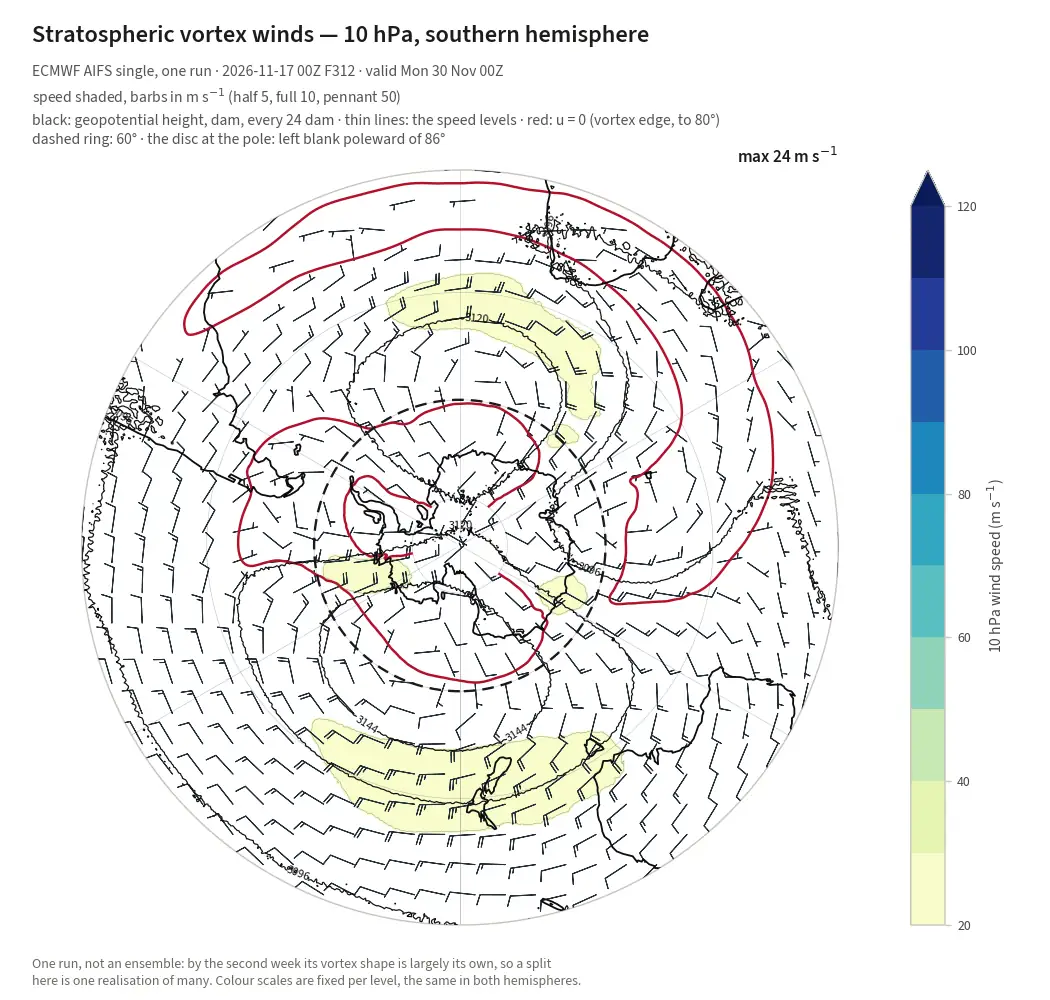 Stratospheric vortex winds — 10 hPa, southern hemisphere
ECMWF AIFS single, one run · 2026-11-17 00Z F312 · valid Mon 30 Nov 00Z
speed shaded, barbs in m s⁻¹ (half 5, full 10, pennant 50)
black: geopotential height, dam, every 24 dam · thin lines: the speed levels · red: u = 0 (vortex edge, to 80°)
dashed ring: 60° · the disc at the pole: left blank poleward of 86°
max 24 m s⁻¹
120
100
80
60
40
20
10 hPa wind speed (m s⁻¹)
3120
3120
3096
3144
3144
3096
One run, not an ensemble: by the second week its vortex shape is largely its own, so a split
here is one realisation of many. Colour scales are fixed per level, the same in both hemispheres.